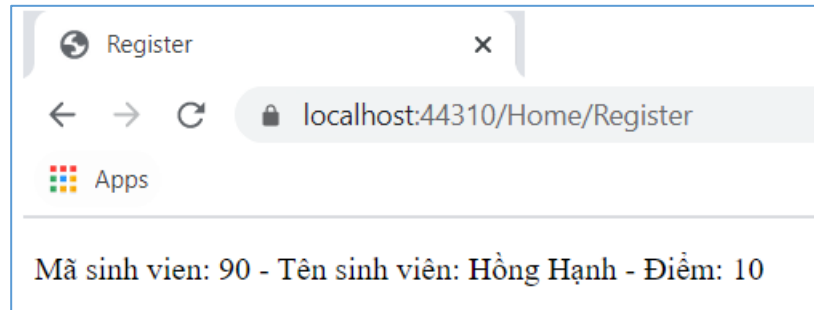 Register
localhost:44310/Home/Register
Apps
Mã sinh vien: 90 - Tên sinh viên: Hồng Hạnh - Điểm: 10